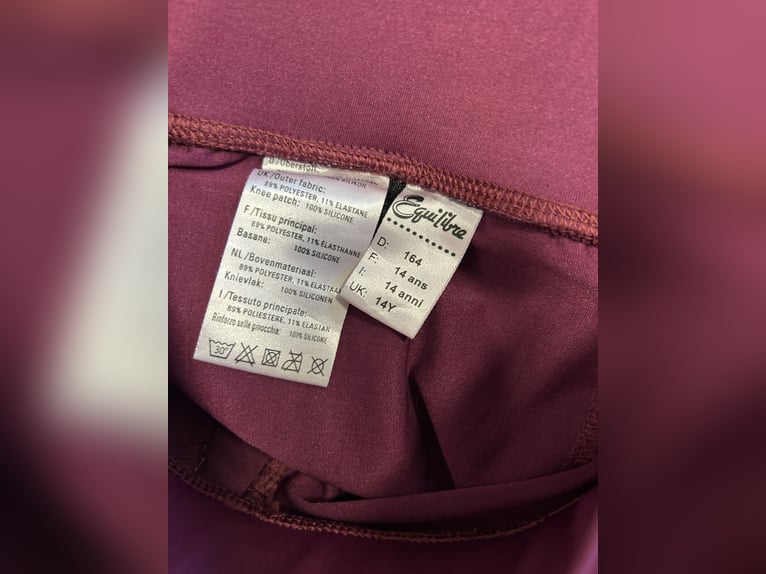 D/Oberstoff:
UK/Outer fabric:
89% POLYESTER, 11% ELASTANE
Knee patch: 100% SILICONE
F/Tissu principal:
89% POLYESTER, 11% ELASTHANNE
Basane: 100% SILICONE
NL/Bovenmateriaal:
89% POLYESTER, 11% ELASTAAN
Knievlak: 100% SILICONEN
I/Tessuto principale:
89% POLIESTERE, 11% ELASTAN
Rinforzo sulle ginocchia: 100% SILICONE
30°
Equilibre
D: 164
F: 14 ans
I: 14 anni
UK: 14Y